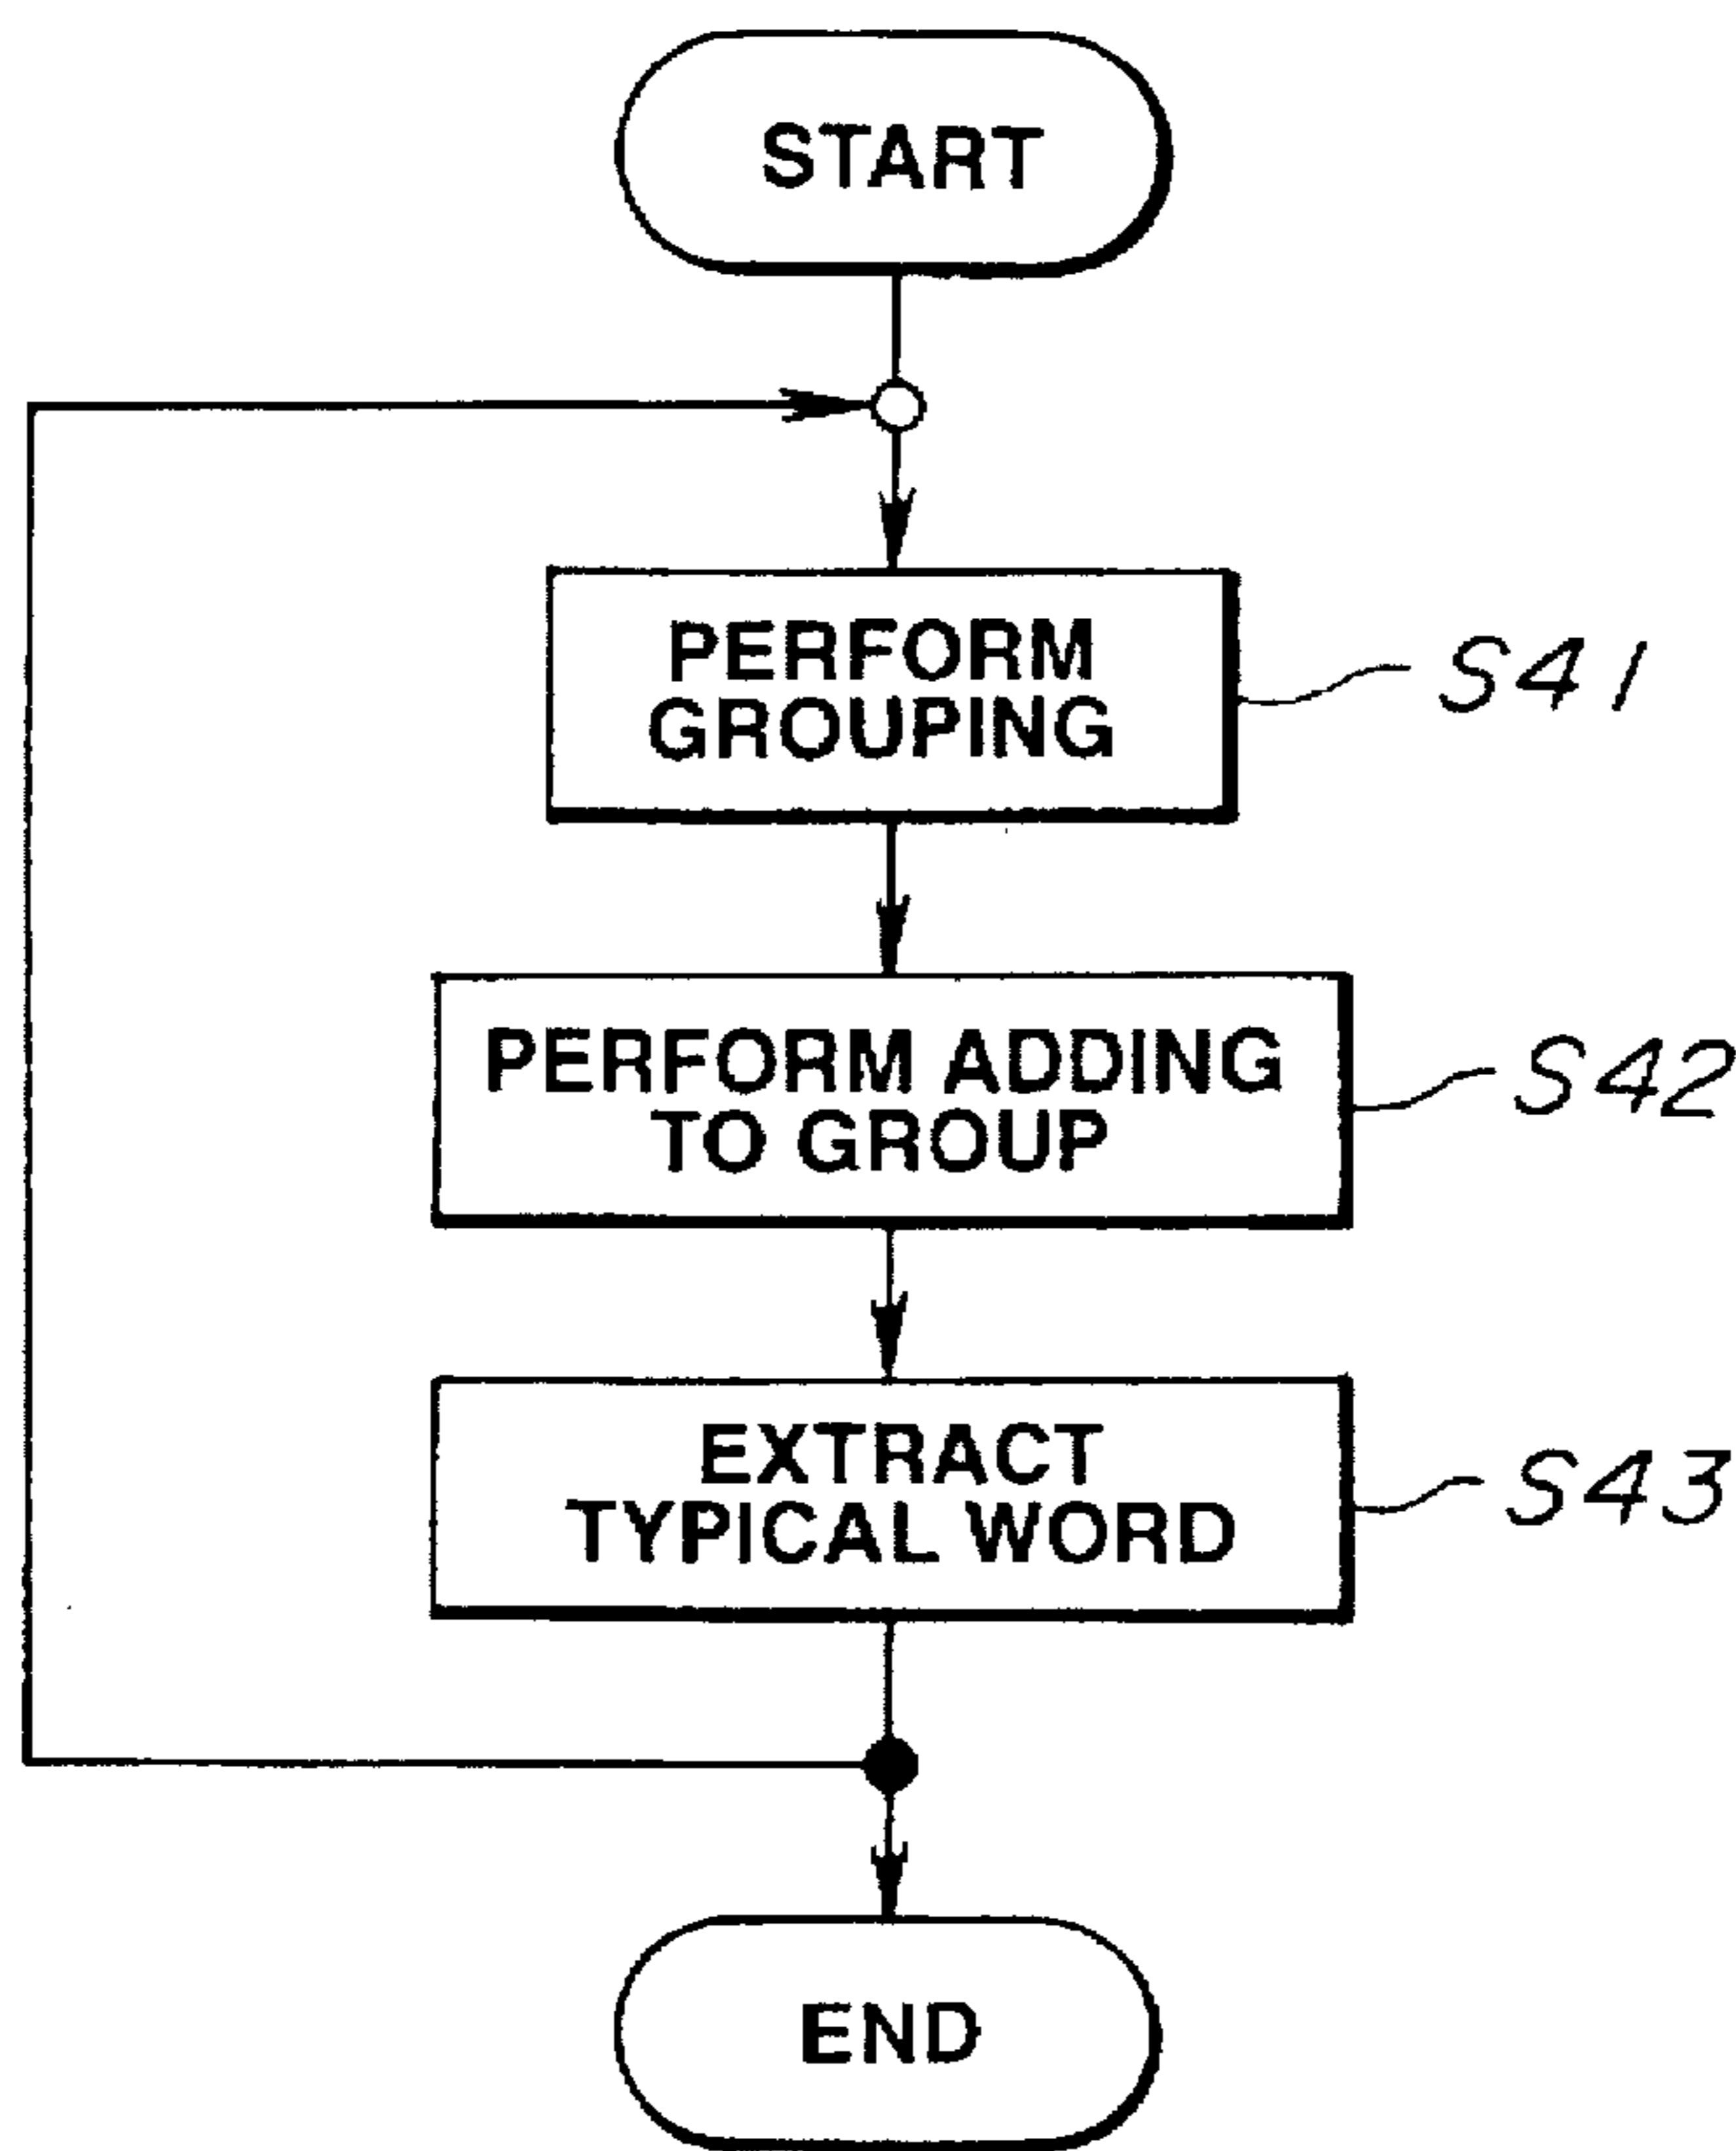 START
PERFORM
GROUPING
S41
PERFORM ADDING
TO GROUP
S42
EXTRACT
TYPICAL WORD
S43
END